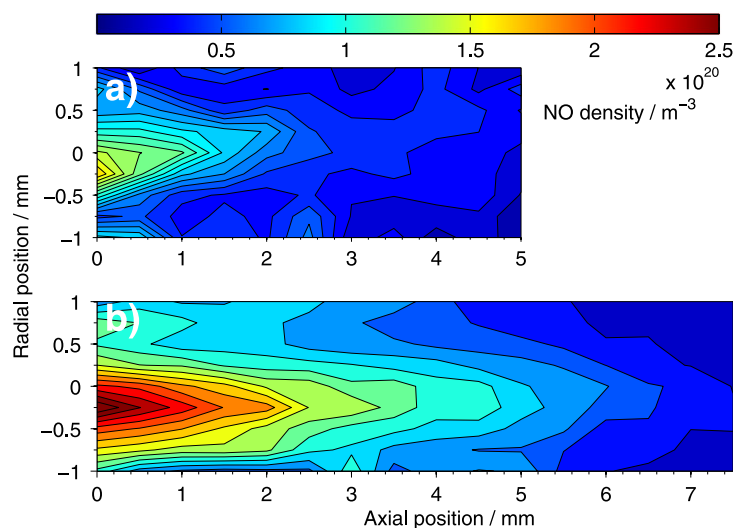 0.5 1 1.5 2 2.5
x 10^20
NO density / m^-3
a)
1
0.5
0
−0.5
−1
0 1 2 3 4 5
Radial position / mm
b)
1
0.5
0
−0.5
−1
0 1 2 3 4 5 6 7
Axial position / mm